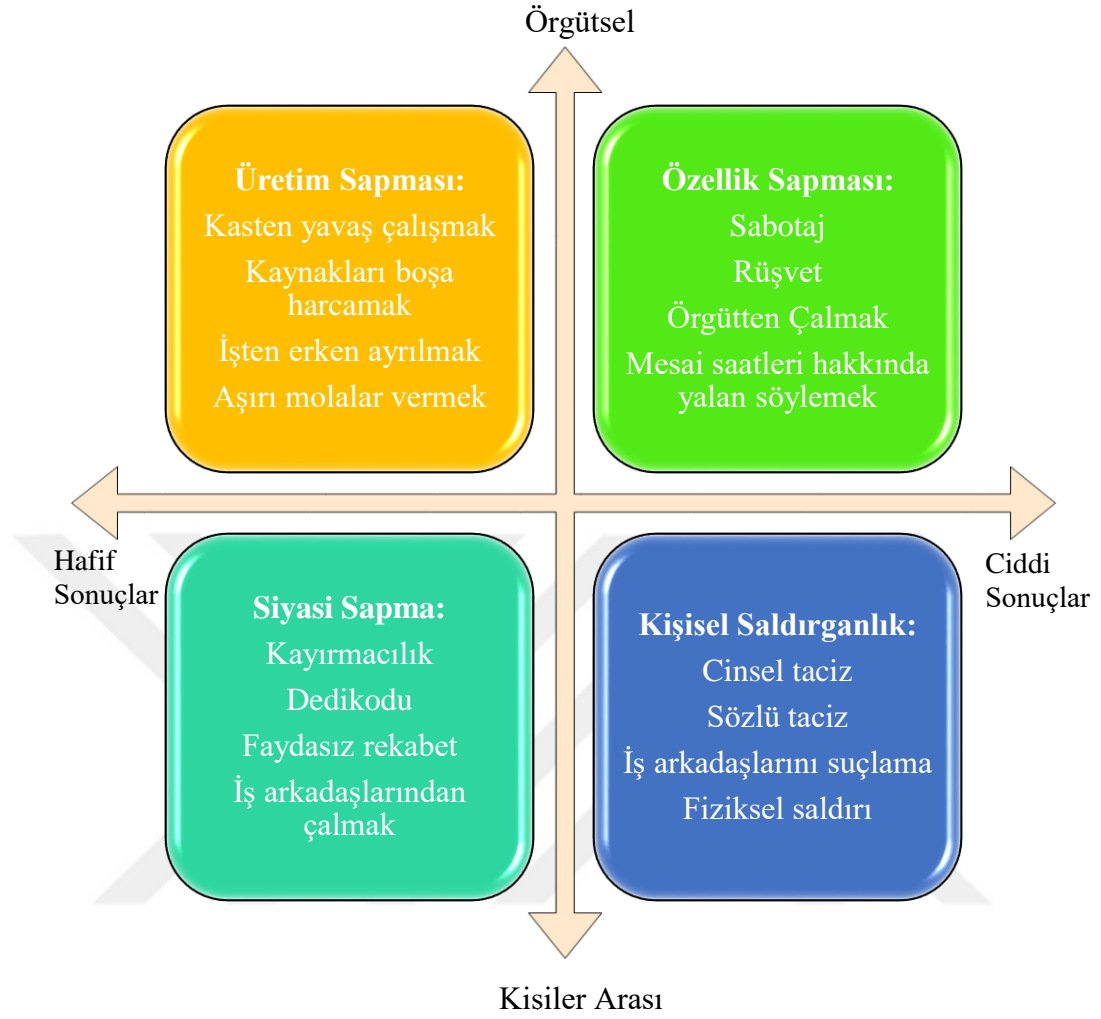 Örgütsel
Üretim Sapması:
Kasten yavaş çalışmak
Kaynakları boşa
harcamak
İşten erken ayrılmak
Aşırı molalar vermek
Özellik Sapması:
Sabotaj
Rüşvet
Örgütten Çalmak
Mesai saatleri hakkında
yalan söylemek
Hafif
Sonuçlar
Ciddi
Sonuçlar
Siyasi Sapma:
Kayırmacılık
Dedikodu
Faydasız rekabet
İş arkadaşlarından
çalmak
Kişisel Saldırganlık:
Cinsel taciz
Sözlü taciz
İş arkadaşlarını suçlama
Fiziksel saldırı
Kişiler Arası